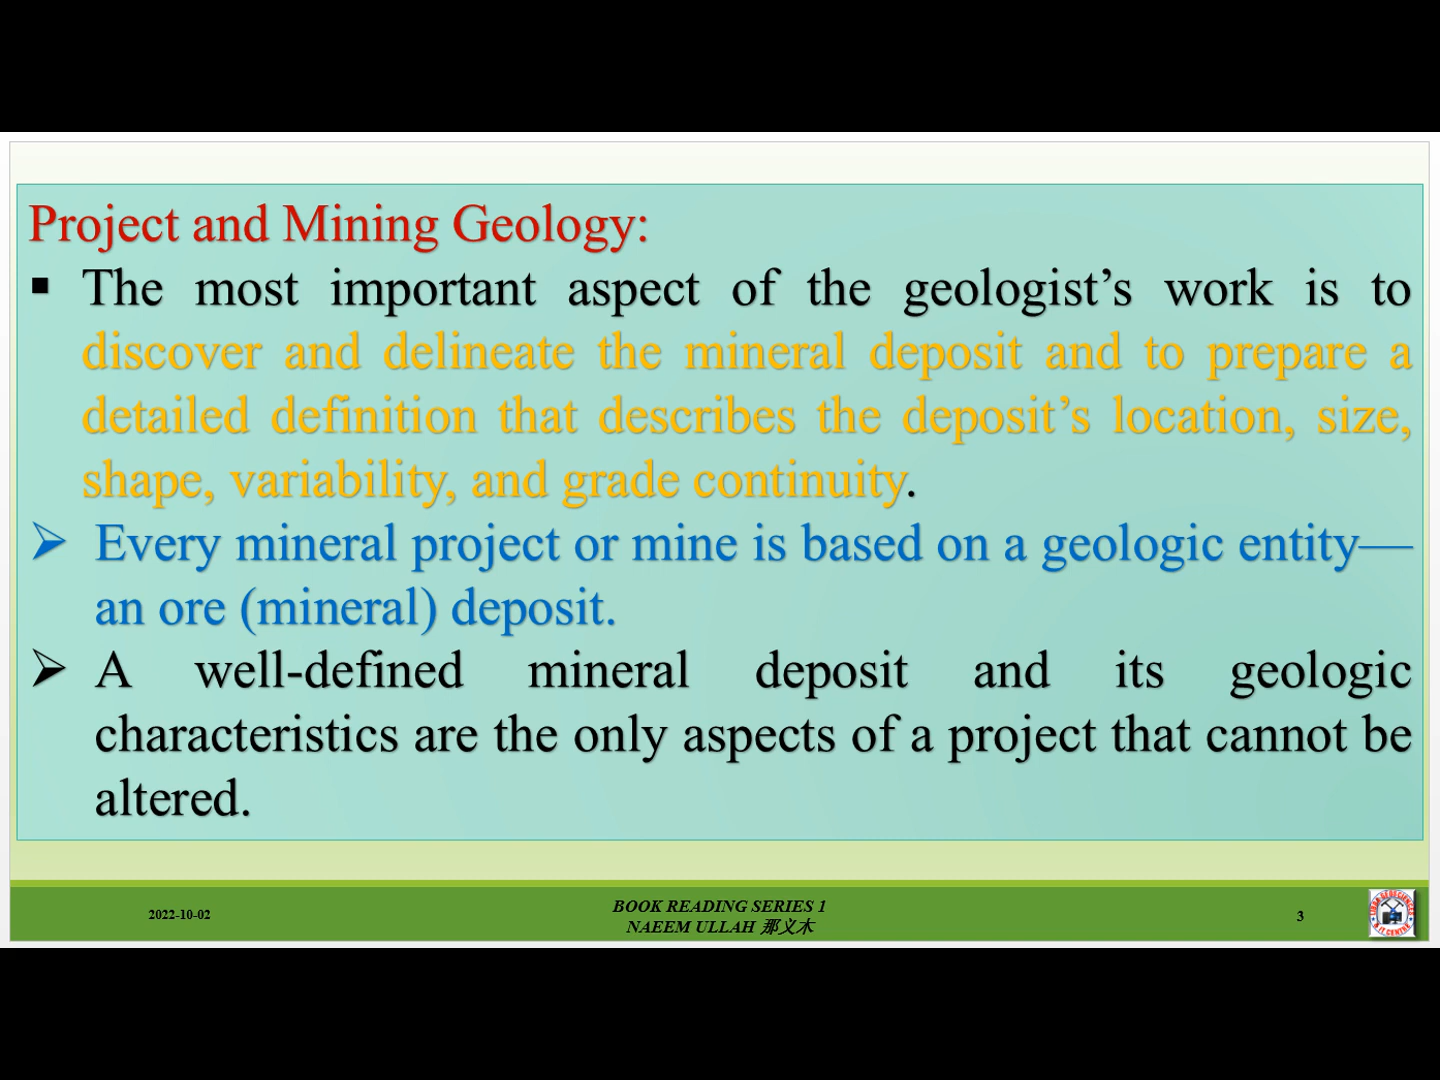 Project and Mining Geology:
▪ The most important aspect of the geologist’s work is to
discover and delineate the mineral deposit and to prepare a
detailed definition that describes the deposit’s location, size,
shape, variability, and grade continuity.
➢ Every mineral project or mine is based on a geologic entity—
an ore (mineral) deposit.
➢ A well-defined mineral deposit and its geologic
characteristics are the only aspects of a project that cannot be
altered.
2022-10-02
BOOK READING SERIES 1
NAEEM ULLAH 那义木
3